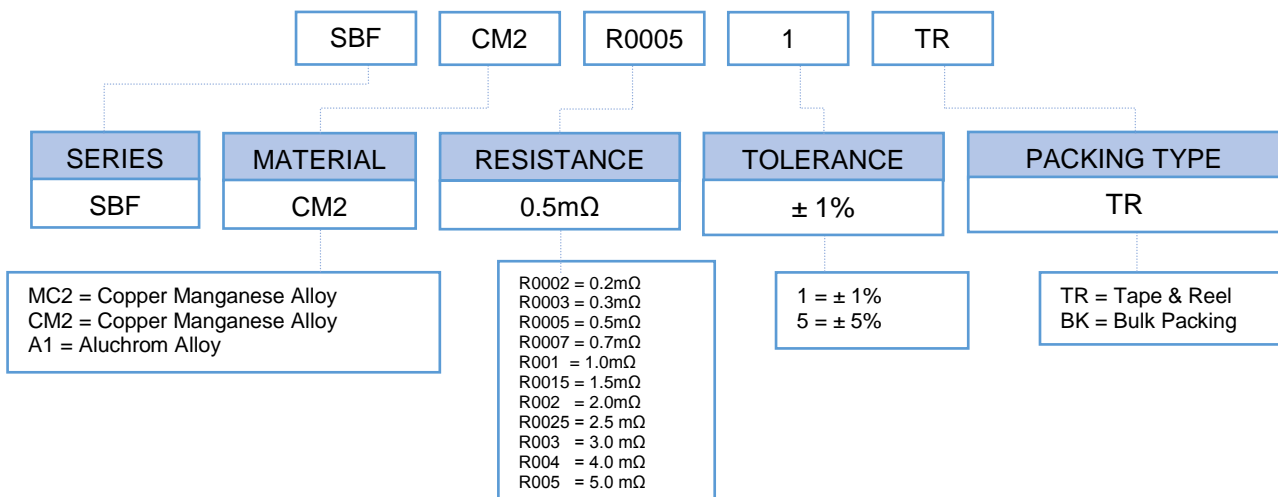 SBF CM2 R0005 1 TR
SERIES MATERIAL RESISTANCE TOLERANCE PACKING TYPE
SBF CM2 0.5mΩ ± 1% TR
MC2 = Copper Manganese Alloy
CM2 = Copper Manganese Alloy
A1 = Aluchrom Alloy
R0002 = 0.2mΩ
R0003 = 0.3mΩ
R0005 = 0.5mΩ
R0007 = 0.7mΩ
R001 = 1.0mΩ
R0015 = 1.5mΩ
R002 = 2.0mΩ
R0025 = 2.5 mΩ
R003 = 3.0 mΩ
R004 = 4.0 mΩ
R005 = 5.0 mΩ
1 = ± 1%
5 = ± 5%
TR = Tape & Reel
BK = Bulk Packing